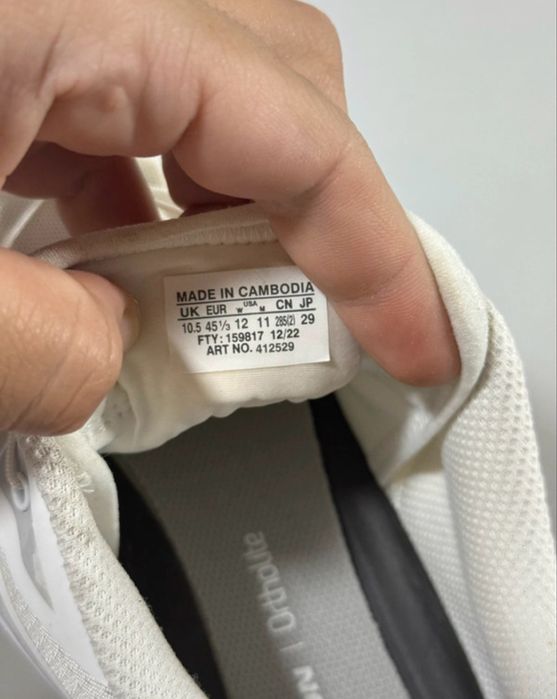 MADE IN CAMBODIA
UK EUR W USA M CN JP
10.5 45⅓ 12 11 285(2) 29
FTY: 159817 12/22
ART NO. 412529
| Ortholite